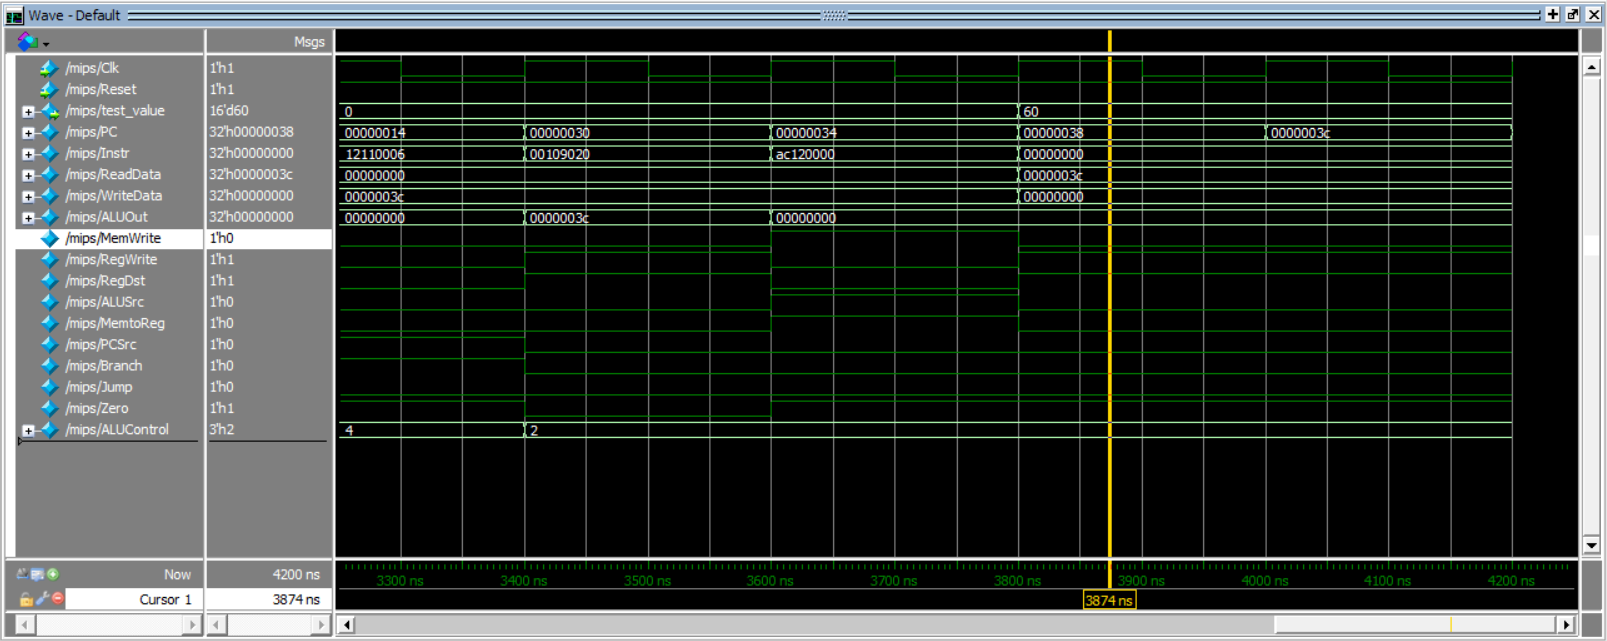 Wave - Default
Msgs
/mips/Clk 1'h1
/mips/Reset 1'h1
/mips/test_value 16'd60 0 60
/mips/PC 32'h00000038 00000014 00000030 00000034 00000038 0000003c
/mips/Instr 32'h00000000 12110006 00109020 ac120000 00000000
/mips/ReadData 32'h0000003c 00000000 0000003c
/mips/WriteData 32'h00000000 0000003c 00000000
/mips/ALUOut 32'h00000000 00000000 0000003c 00000000
/mips/MemWrite 1'h0
/mips/RegWrite 1'h1
/mips/RegDst 1'h1
/mips/ALUSrc 1'h0
/mips/MemtoReg 1'h0
/mips/PCSrc 1'h0
/mips/Branch 1'h0
/mips/Jump 1'h0
/mips/Zero 1'h1
/mips/ALUControl 3'h2 4 2
Now 4200 ns 3300 ns 3400 ns 3500 ns 3600 ns 3700 ns 3800 ns 3900 ns 4000 ns 4100 ns 4200 ns
Cursor 1 3874 ns 3874 ns